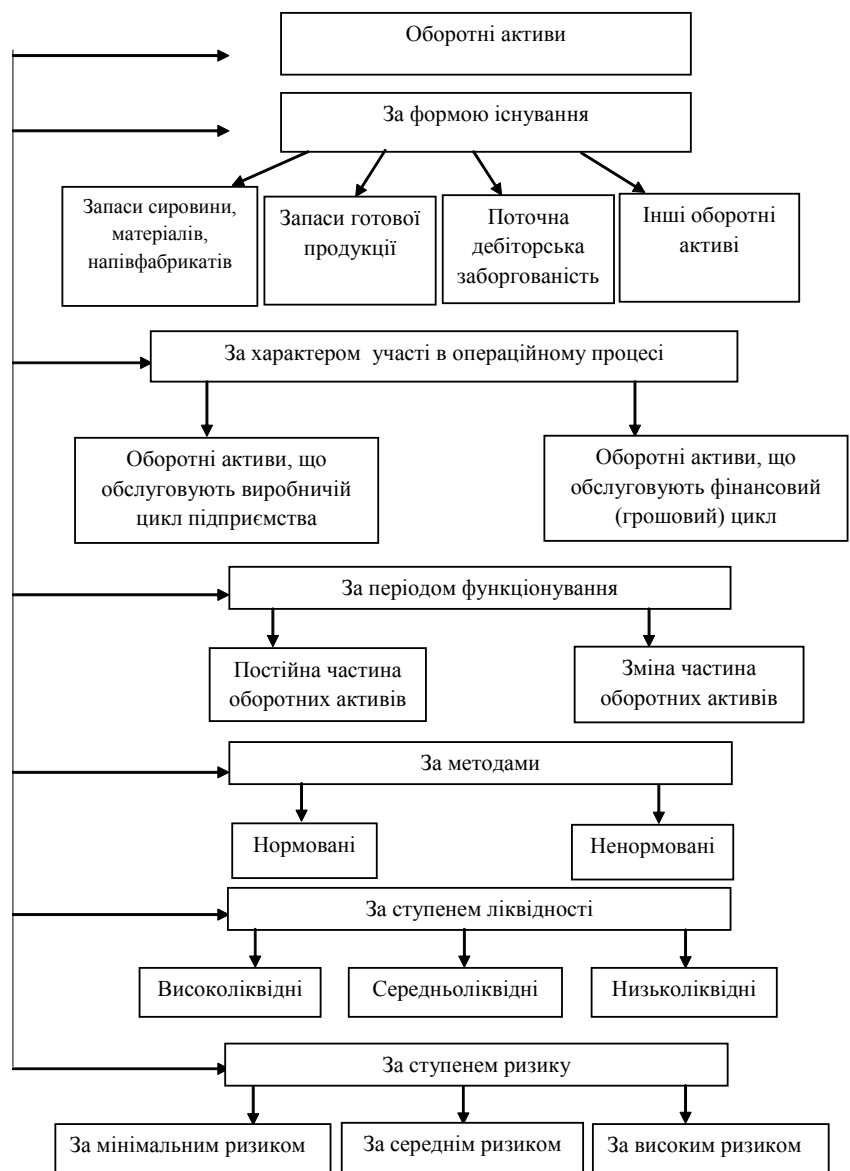 Оборотні активи
За формою існування
Запаси сировини,
матеріалів,
напівфабрикатів
Запаси готової
продукції
Поточна
дебіторська
заборгованість
Інші оборотні
активі
За характером участі в операційному процесі
Оборотні активи, що
обслуговують виробничій
цикл підприємства
Оборотні активи, що
обслуговують фінансовий
(грошовий) цикл
За періодом функціонування
Постійна частина
оборотних активів
Зміна частина
оборотних активів
За методами
Нормовані
Ненормовані
За ступенем ліквідності
Високоліквідні
Середньоліквідні
Низьколіквідні
За ступенем ризику
За мінімальним ризиком
За середнім ризиком
За високим ризиком